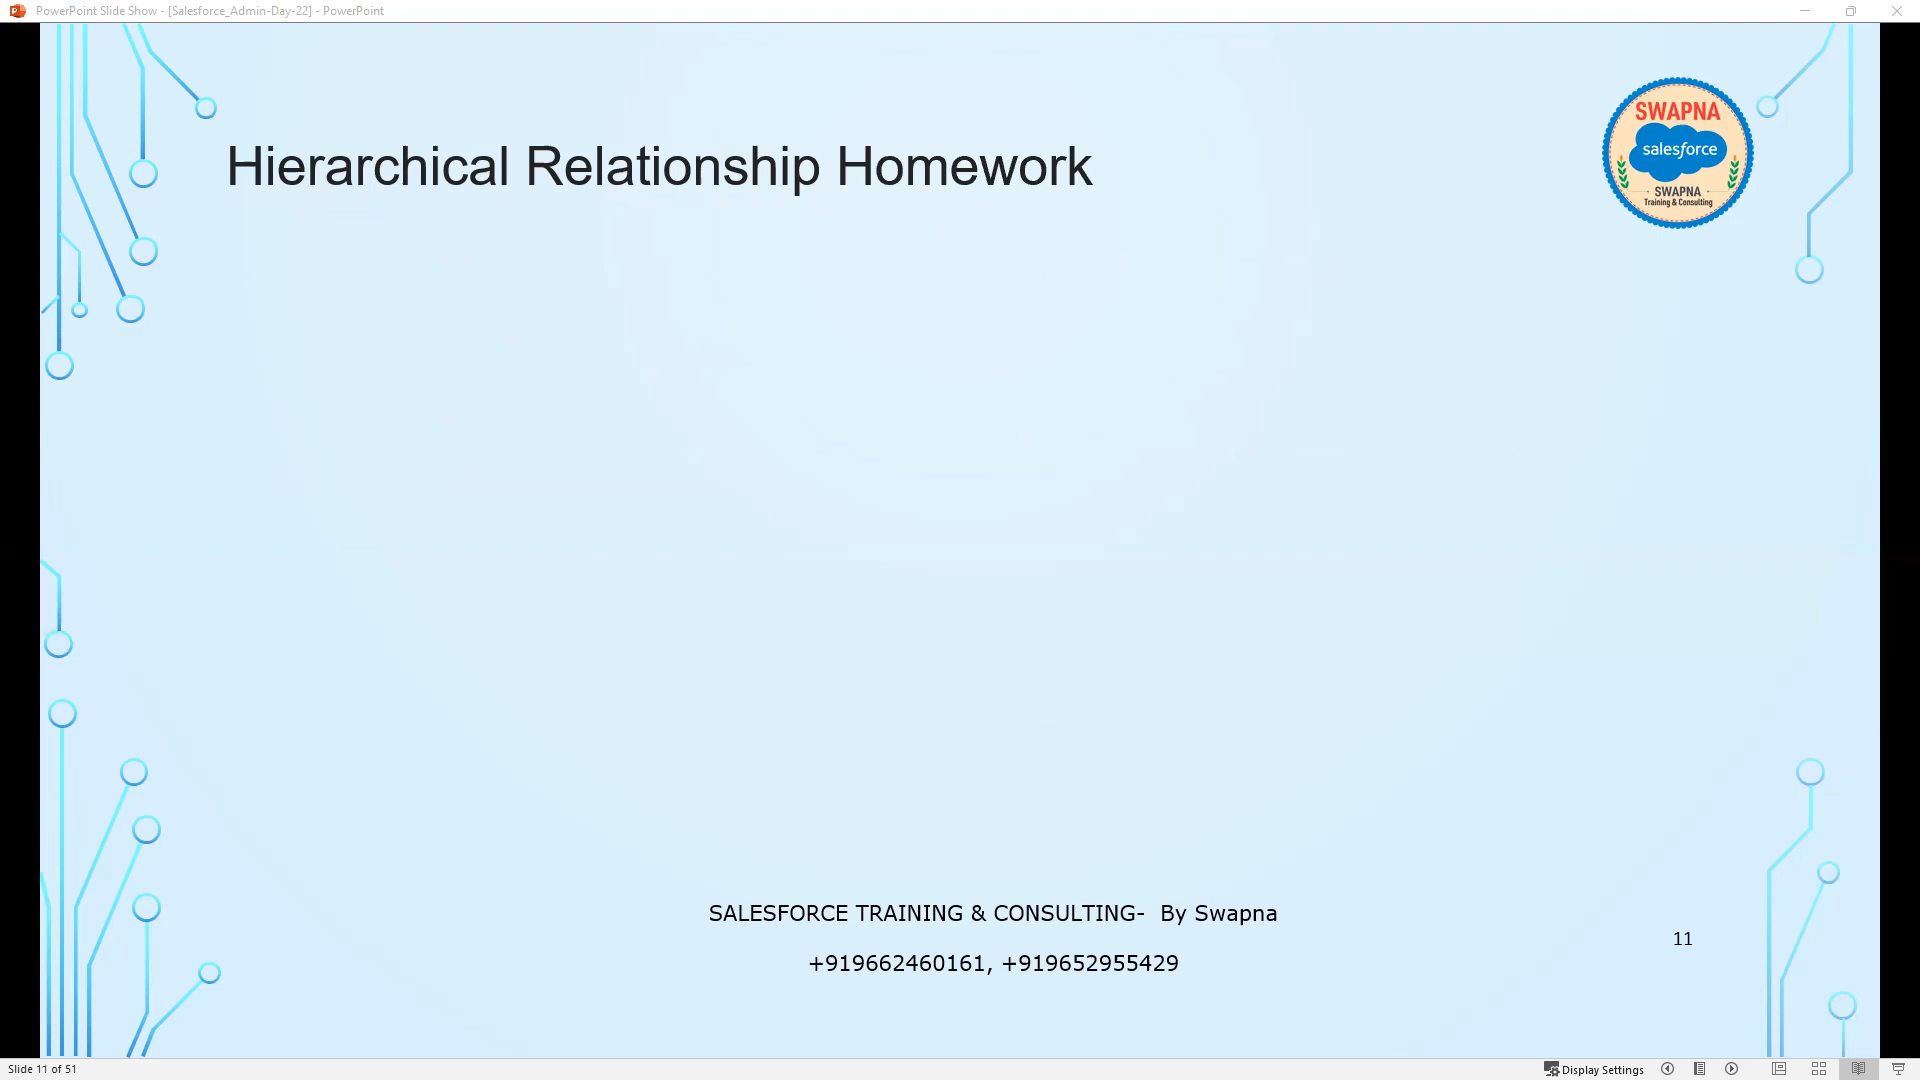 PowerPoint Slide Show - [Salesforce_Admin-Day-22] - PowerPoint
Hierarchical Relationship Homework
SWAPNA
salesforce
SWAPNA
Training & Consulting
SALESFORCE TRAINING & CONSULTING- By Swapna
+919662460161, +919652955429
11
Slide 11 of 51
Display Settings